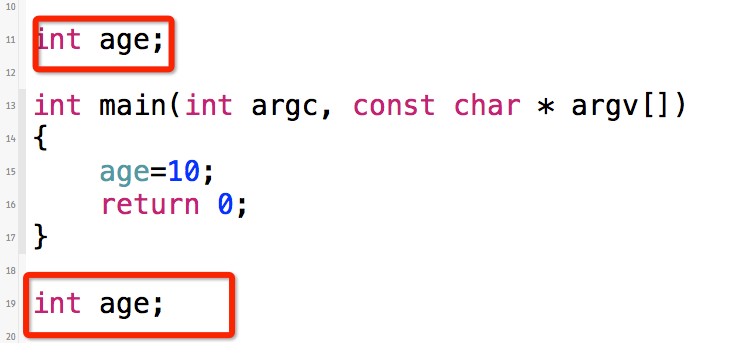 10
11 int age;
12
13 int main(int argc, const char * argv[])
14 {
15 age=10;
16 return 0;
17 }
18
19 int age;
20